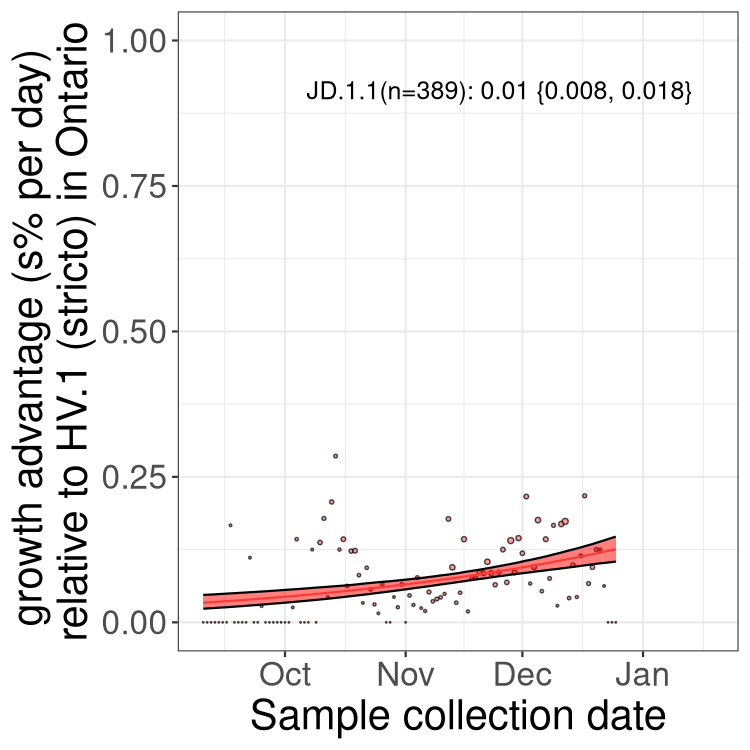 growth advantage (s% per day)
relative to HV.1 (stricto) in Ontario
1.00
0.75
0.50
0.25
0.00
JD.1.1(n=389): 0.01 {0.008, 0.018}
Oct Nov Dec Jan
Sample collection date